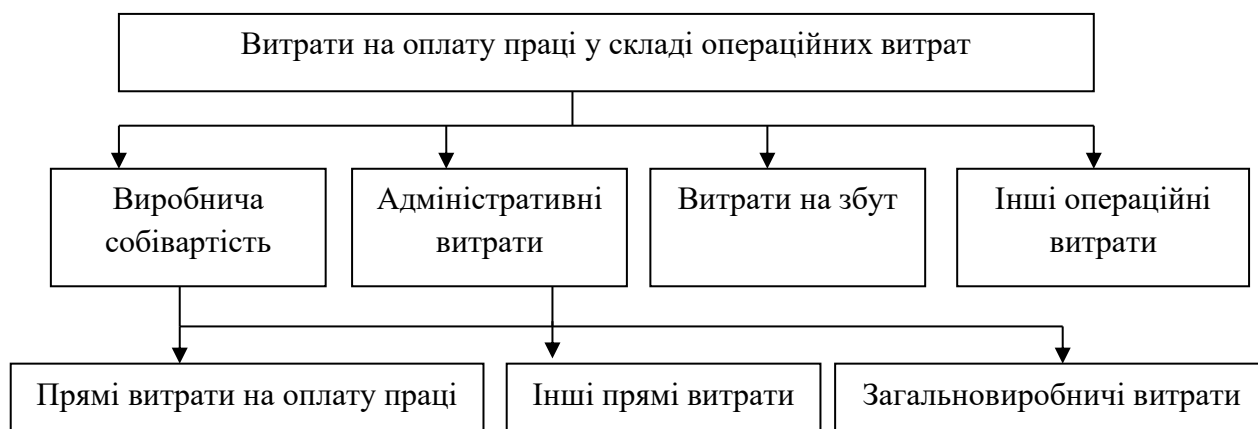 Витрати на оплату праці у складі операційних витрат
Виробнича
собівартість
Адміністративні
витрати
Витрати на збут
Інші операційні
витрати
Прямі витрати на оплату праці
Інші прямі витрати
Загальновиробничі витрати